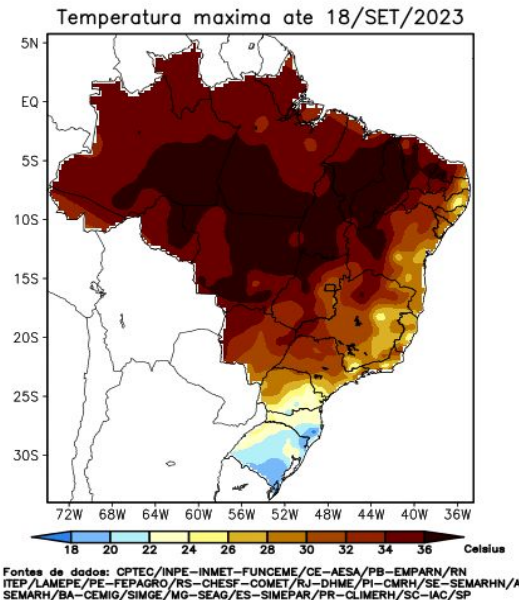 Temperatura maxima ate 18/SET/2023
5N
EQ
5S
10S
15S
20S
25S
30S
72W 68W 64W 60W 56W 52W 48W 44W 40W 36W
18 20 22 24 26 28 30 32 34 36 Celsius
Fontes de dados: CPTEC/INPE-INMET-FUNCEME/CE-AESA/PB-EMPARN/RN
ITEP/LAMEPE/PE-FEPAGRO/RS-CHESF-COMET/RJ-DHME/PI-CMRH/SE-SEMARHN/A
SEMARH/BA-CEMIG/SIMGE/MG-SEAG/ES-SIMEPAR/PR-CLIMERH/SC-IAC/SP